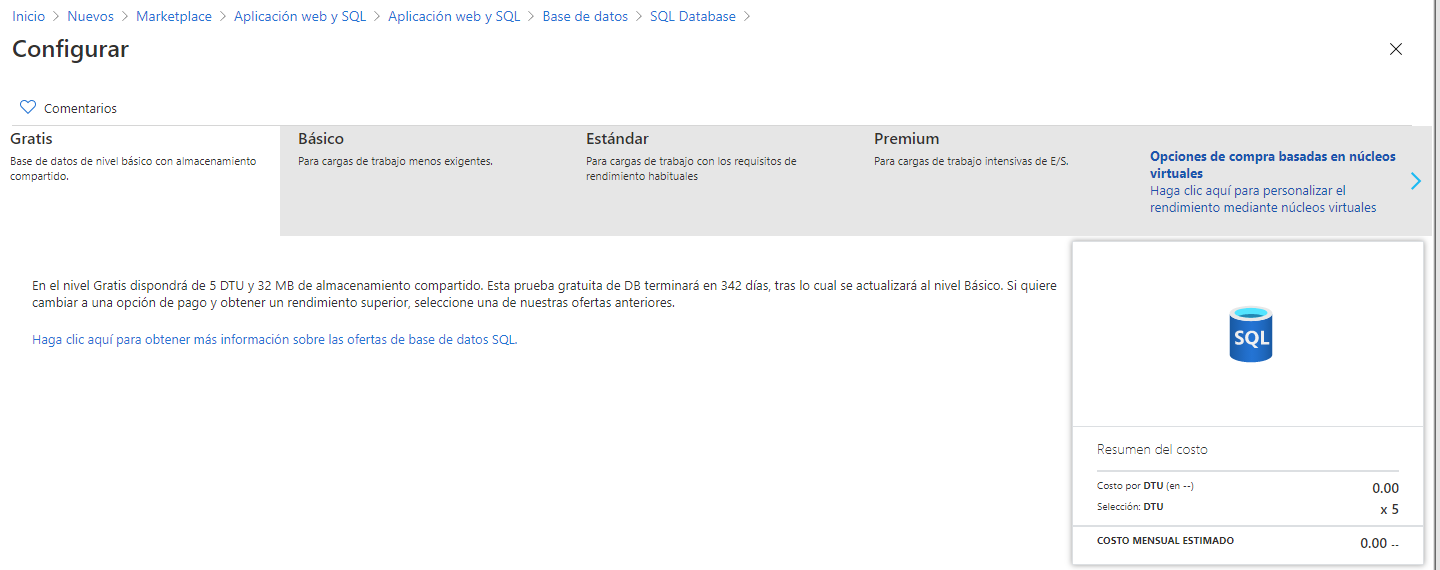 Inicio > Nuevos > Marketplace > Aplicación web y SQL > Aplicación web y SQL > Base de datos > SQL Database >
Configurar
Comentarios
Gratis
Base de datos de nivel básico con almacenamiento
compartido.
Básico
Para cargas de trabajo menos exigentes.
Estándar
Para cargas de trabajo con los requisitos de
rendimiento habituales
Premium
Para cargas de trabajo intensivas de E/S.
Opciones de compra basadas en núcleos
virtuales
Haga clic aquí para personalizar el
rendimiento mediante núcleos virtuales
En el nivel Gratis dispondrá de 5 DTU y 32 MB de almacenamiento compartido. Esta prueba gratuita de DB terminará en 342 días, tras lo cual se actualizará al nivel Básico. Si quiere
cambiar a una opción de pago y obtener un rendimiento superior, seleccione una de nuestras ofertas anteriores.
Haga clic aquí para obtener más información sobre las ofertas de base de datos SQL.
SQL
Resumen del costo
Costo por DTU (en --) 0.00
Selección: DTU x 5
COSTO MENSUAL ESTIMADO 0.00 --